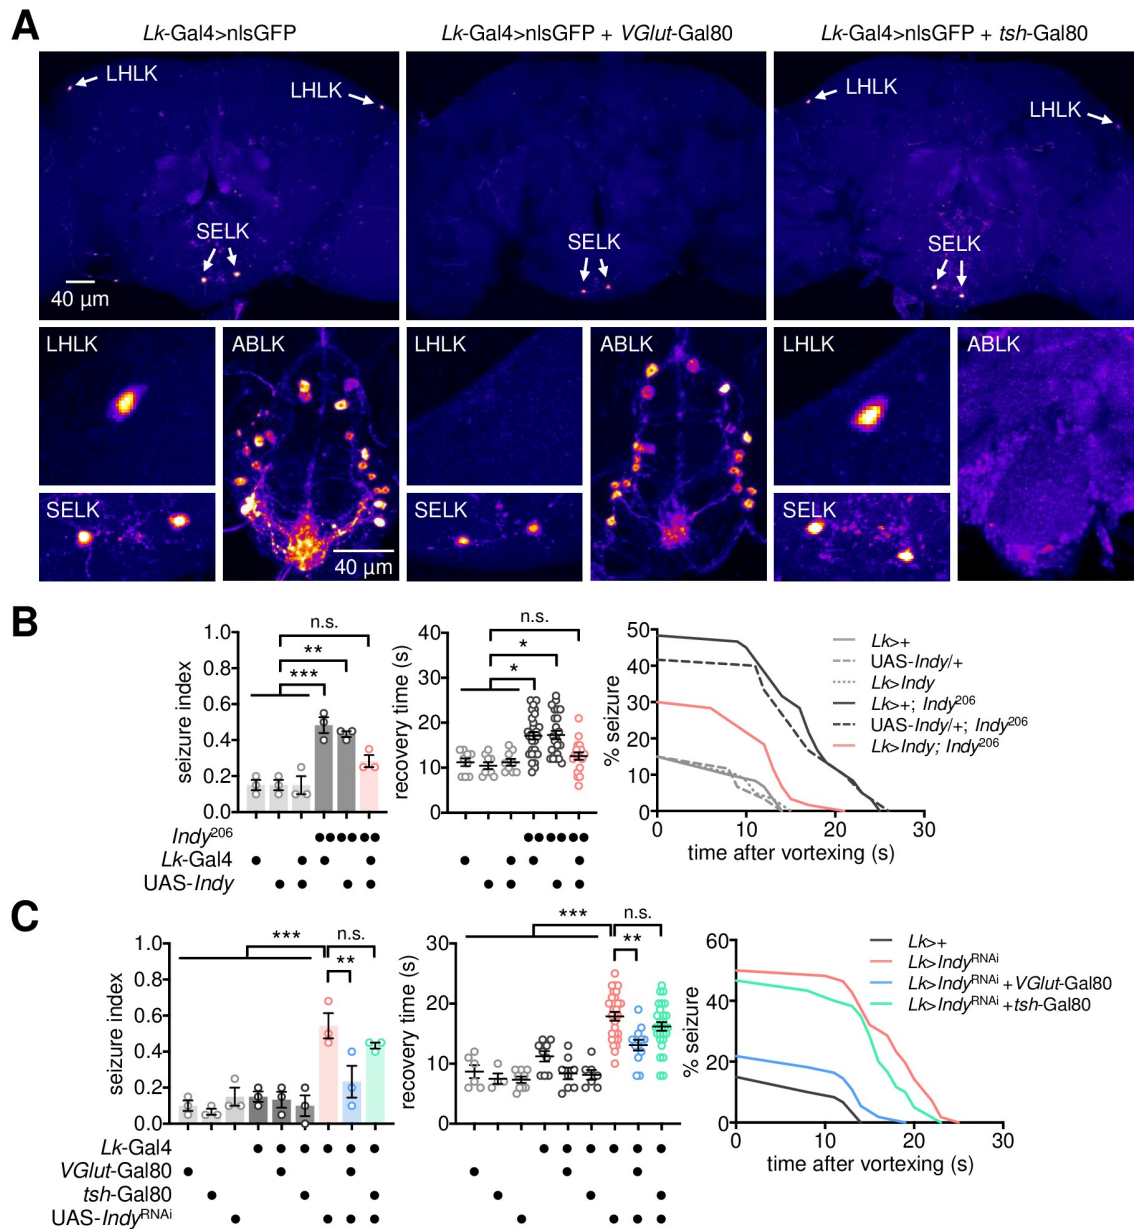 A
Lk-Gal4>nlsGFP
Lk-Gal4>nlsGFP + VGlut-Gal80
Lk-Gal4>nlsGFP + tsh-Gal80
LHLK
LHLK
SELK
40 µm
SELK
LHLK
LHLK
SELK
LHLK
ABLK
SELK
40 µm
LHLK
ABLK
SELK
LHLK
ABLK
SELK
B
seizure index
1.0
0.8
0.6
0.4
0.2
0.0
n.s.
**
***
recovery time (s)
40
30
20
10
0
n.s.
*
*
% seizure
50
40
30
20
10
0
0 10 20 30
time after vortexing (s)
Lk>+
UAS-Indy/+
Lk>Indy
Lk>+; Indy206
UAS-Indy/+; Indy206
Lk>Indy; Indy206
Indy206
Lk-Gal4
UAS-Indy
C
seizure index
1.0
0.8
0.6
0.4
0.2
0.0
***
n.s.
**
recovery time (s)
30
20
10
0
***
n.s.
**
% seizure
60
40
20
0
0 10 20 30
time after vortexing (s)
Lk>+
Lk>IndyRNAi
Lk>IndyRNAi +VGlut-Gal80
Lk>IndyRNAi +tsh-Gal80
Lk-Gal4
VGlut-Gal80
tsh-Gal80
UAS-IndyRNAi